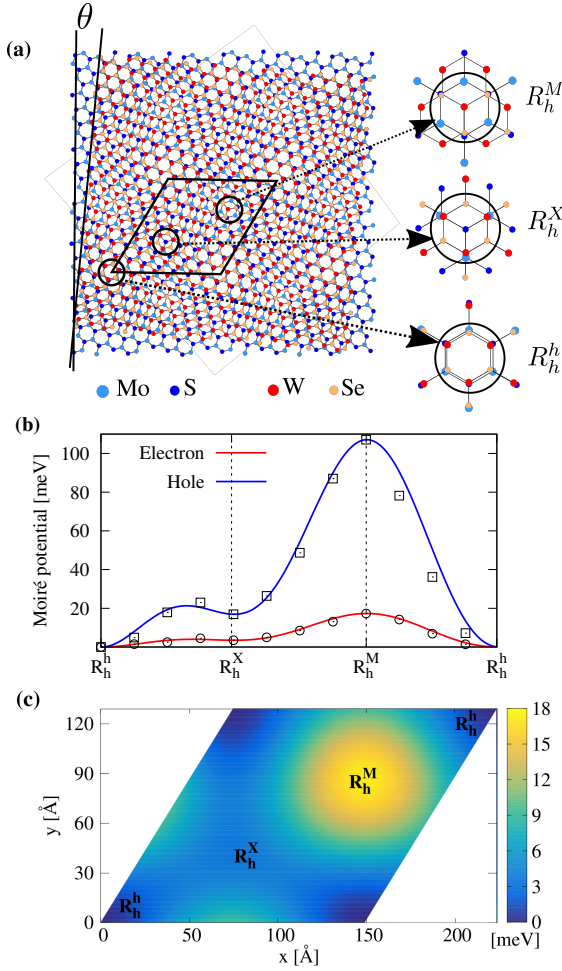 θ
(a)
R_h^M
R_h^X
R_h^h
Mo S W Se
(b)
Electron
Hole
Moiré potential [meV]
100
80
60
40
20
R_h^h R_h^X R_h^M R_h^h
(c)
120
90
60
30
0
y [Å]
R_h^h
R_h^M
R_h^X
R_h^h
18
15
12
9
6
3
0
0 50 100 150 200 [meV]
x [Å]